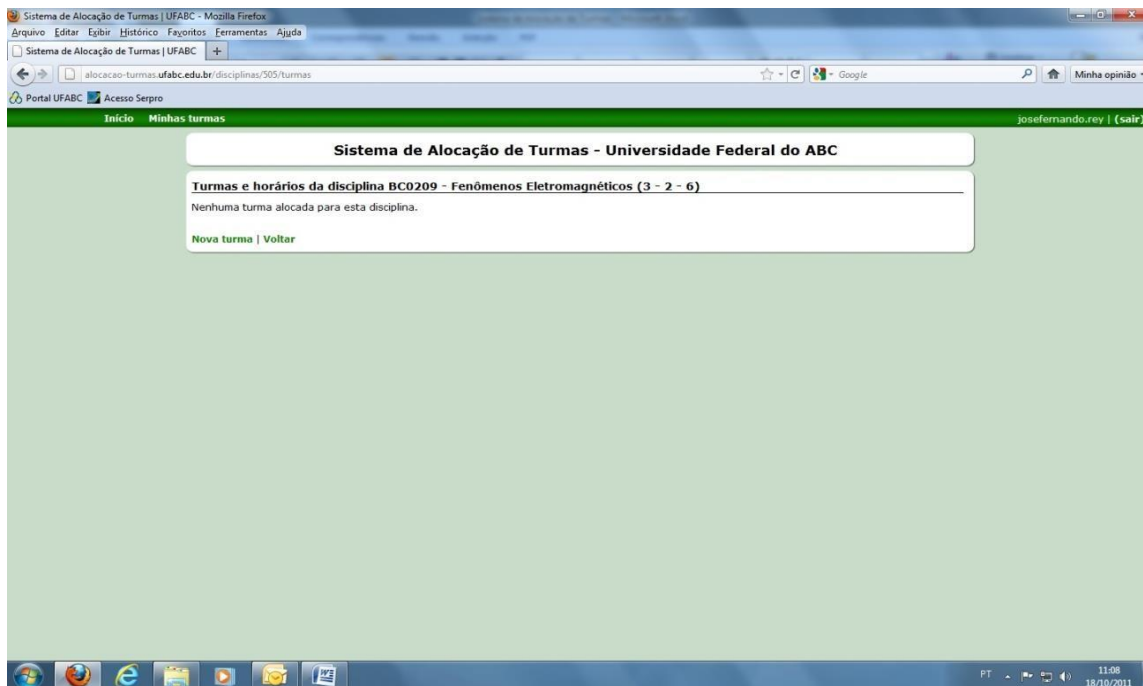 Sistema de Alocação de Turmas | UFABC - Mozilla Firefox
Arquivo Editar Exibir Histórico Favoritos Ferramentas Ajuda
Sistema de Alocação de Turmas | UFABC +
alocacao-turmas.ufabc.edu.br/disciplinas/505/turmas Google Minha opinião
Portal UFABC Acesso Serpro
Início Minhas turmas josefernando.rey | (sair)
Sistema de Alocação de Turmas - Universidade Federal do ABC
Turmas e horários da disciplina BC0209 - Fenômenos Eletromagnéticos (3 - 2 - 6)
Nenhuma turma alocada para esta disciplina.
Nova turma | Voltar
PT 11:08
18/10/2011